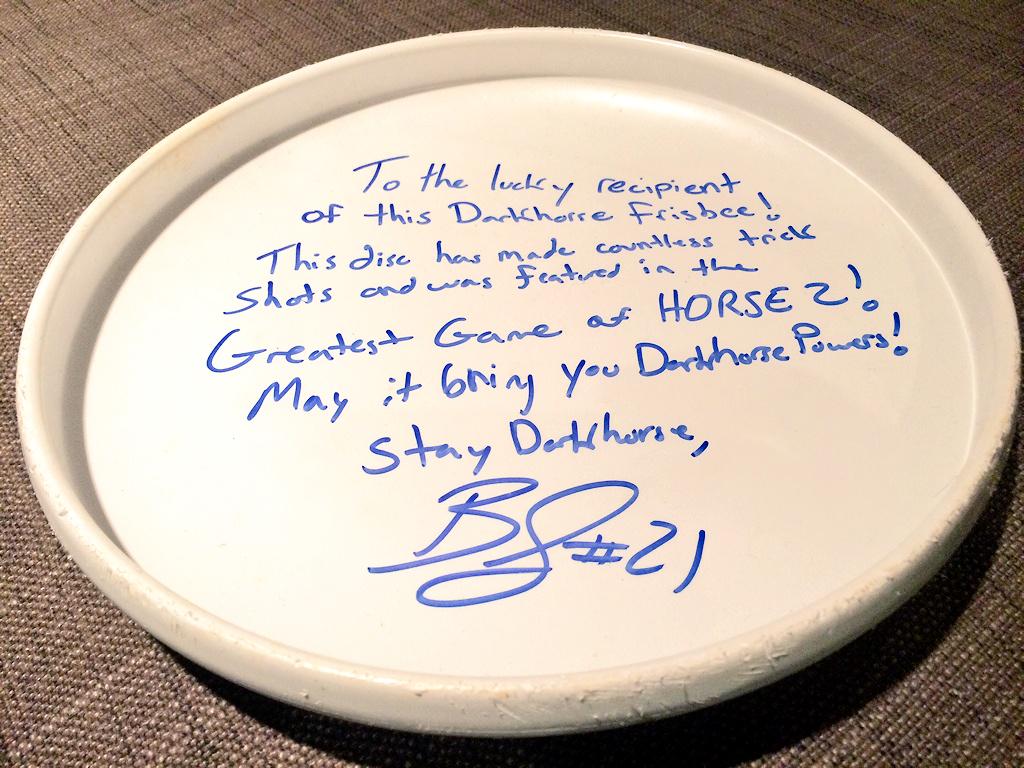 To the lucky recipient
of this Darkhorse Frisbee!
This disc has made countless trick
shots and was featured in the
Greatest Game of HORSE 2!
May it bring you Darkhorse Powers!
Stay Darkhorse,
#21